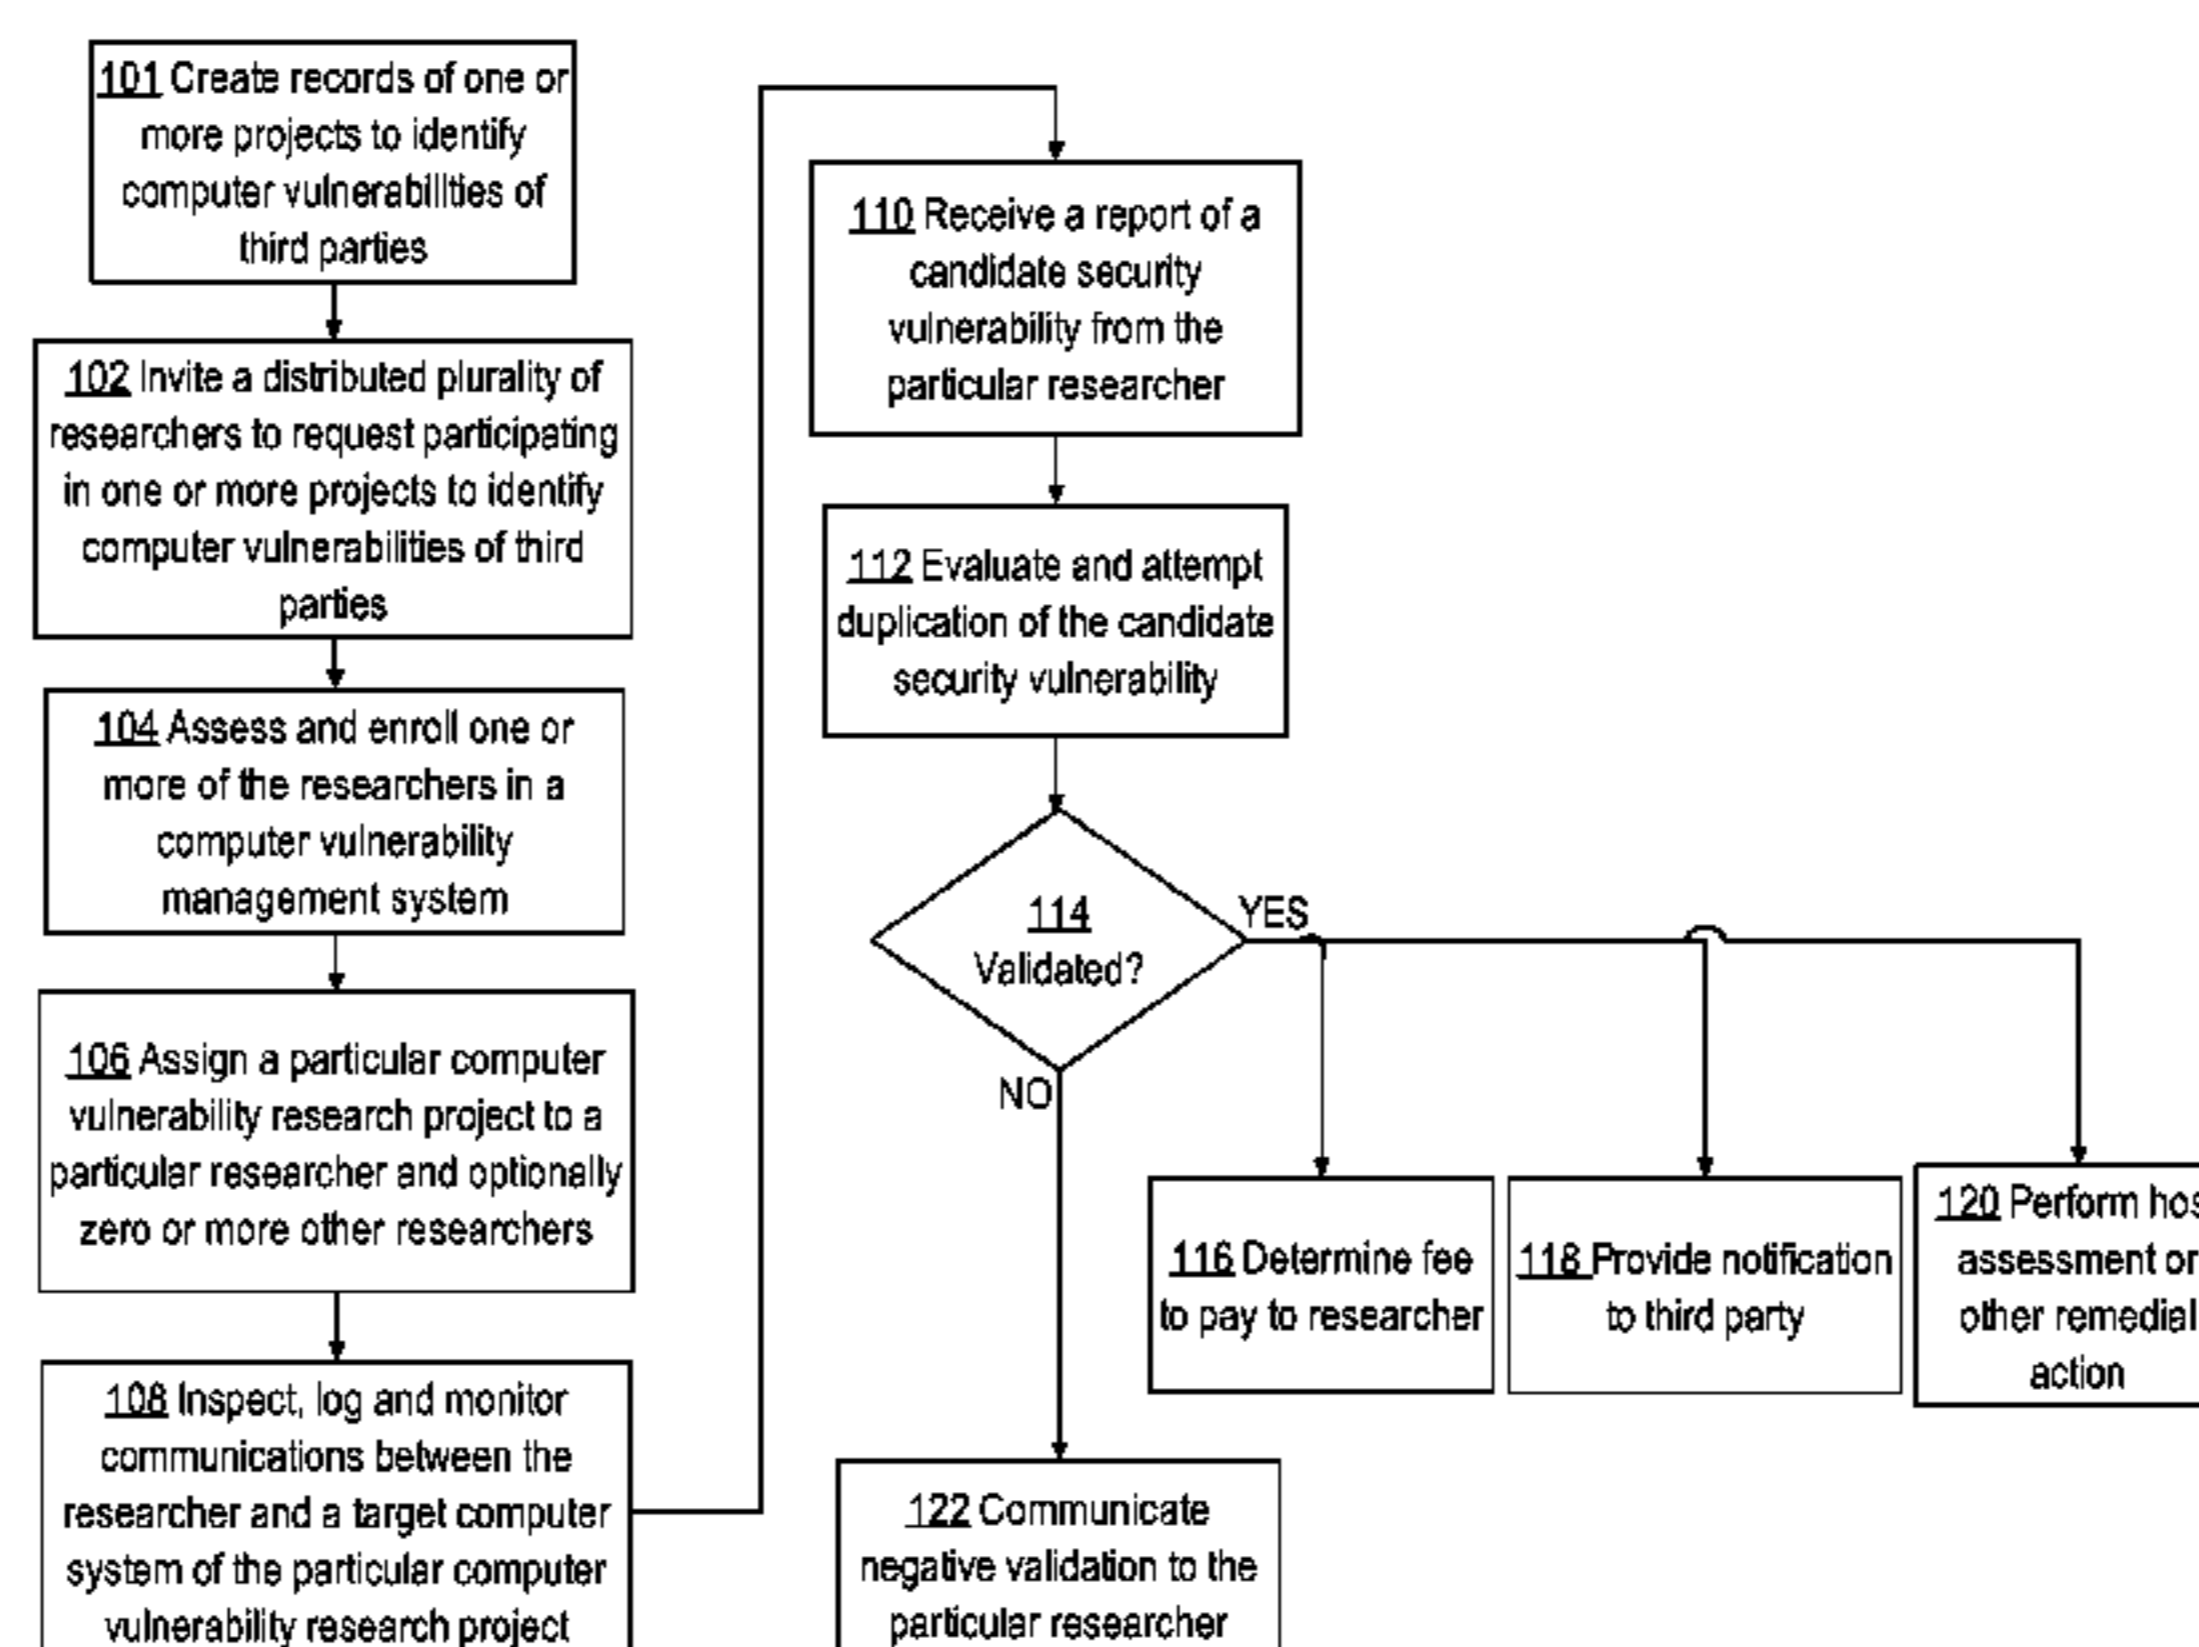 101 Create records of one or
more projects to identify
computer vulnerabilities of
third parties
102 Invite a distributed plurality of
researchers to request participating
in one or more projects to identify
computer vulnerabilities of third
parties
104 Assess and enroll one or
more of the researchers in a
computer vulnerability
management system
106 Assign a particular computer
vulnerability research project to a
particular researcher and optionally
zero or more other researchers
108 Inspect, log and monitor
communications between the
researcher and a target computer
system of the particular computer
vulnerability research project
110 Receive a report of a
candidate security
vulnerability from the
particular researcher
112 Evaluate and attempt
duplication of the candidate
security vulnerability
114
Validated?
YES
NO
116 Determine fee
to pay to researcher
118 Provide notification
to third party
120 Perform
assessment or
other remedial
action
122 Communicate
negative validation to the
particular researcher